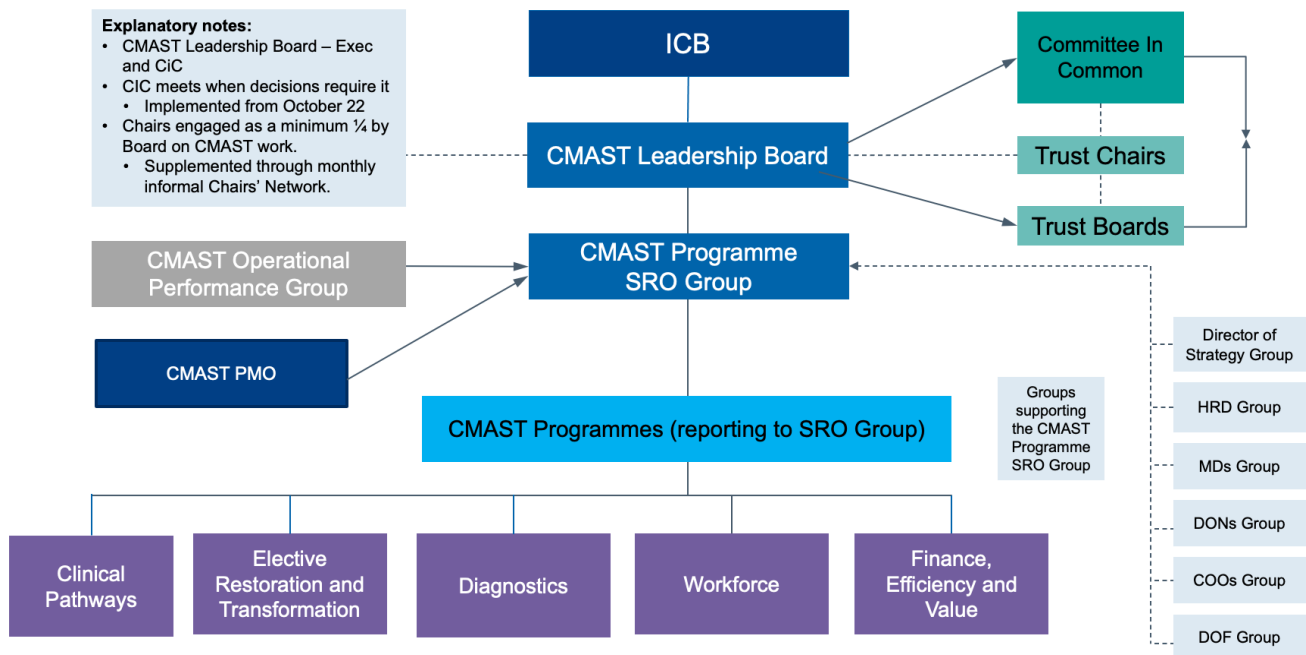 Explanatory notes:
• CMAST Leadership Board – Exec
and CiC
• CIC meets when decisions require it
• Implemented from October 22
• Chairs engaged as a minimum ¼ by
Board on CMAST work.
• Supplemented through monthly
informal Chairs' Network.
ICB
Committee In
Common
CMAST Leadership Board
Trust Chairs
Trust Boards
CMAST Operational
Performance Group
CMAST Programme
SRO Group
CMAST PMO
Director of
Strategy Group
HRD Group
MDs Group
DONs Group
COOs Group
DOF Group
Groups
supporting
the CMAST
Programme
SRO Group
CMAST Programmes (reporting to SRO Group)
Clinical
Pathways
Elective
Restoration and
Transformation
Diagnostics
Workforce
Finance,
Efficiency and
Value